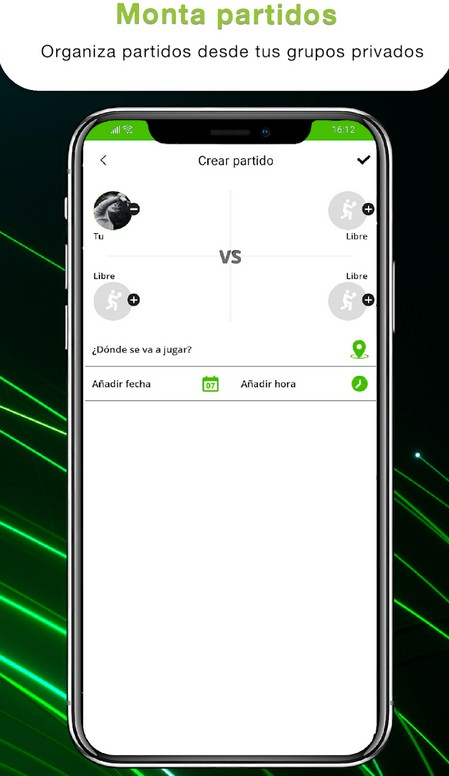 Monta partidos
Organiza partidos desde tus grupos privados
16:12
Crear partido
Tu
Libre
VS
Libre
Libre
¿Dónde se va a jugar?
Añadir fecha
07
Añadir hora